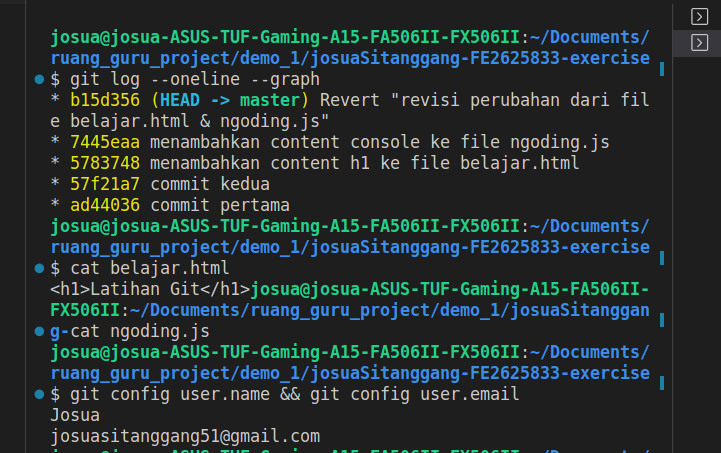 josua@josua-ASUS-TUF-Gaming-A15-FA506II-FX506II:~/Documents/
ruang_guru_project/demo_1/josuaSitanggang-FE2625833-exercise
$ git log --oneline --graph
* b15d356 (HEAD -> master) Revert "revisi perubahan dari fil
e belajar.html & ngoding.js"
* 7445eaa menambahkan content console ke file ngoding.js
* 5783748 menambahkan content h1 ke file belajar.html
* 57f21a7 commit kedua
* ad44036 commit pertama
josua@josua-ASUS-TUF-Gaming-A15-FA506II-FX506II:~/Documents/
ruang_guru_project/demo_1/josuaSitanggang-FE2625833-exercise
$ cat belajar.html
<h1>Latihan Git</h1>josua@josua-ASUS-TUF-Gaming-A15-FA506II-
FX506II:~/Documents/ruang_guru_project/demo_1/josuaSitanggan
g-cat ngoding.js
josua@josua-ASUS-TUF-Gaming-A15-FA506II-FX506II:~/Documents/
ruang_guru_project/demo_1/josuaSitanggang-FE2625833-exercise
$ git config user.name && git config user.email
Josua
josuasitanggang51@gmail.com